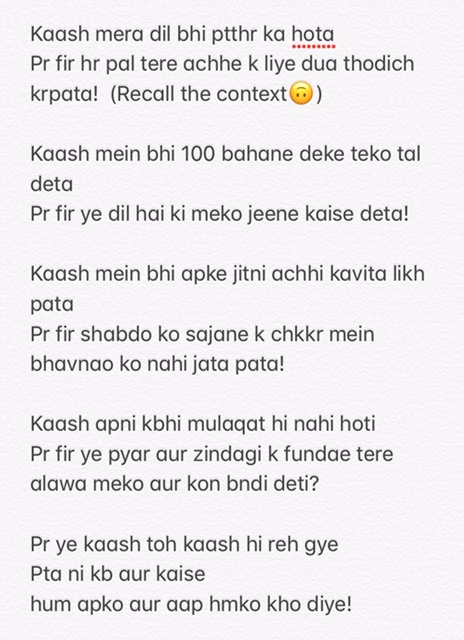 Kaash mera dil bhi ptthr ka hota
Pr fir hr pal tere achhe k liye dua thodich
krpata!  (Recall the context🙃)
Kaash mein bhi 100 bahane deke teko tal
deta
Pr fir ye dil hai ki meko jeene kaise deta!
Kaash mein bhi apke jitni achhi kavita likh
pata
Pr fir shabdo ko sajane k chkkr mein
bhavnao ko nahi jata pata!
Kaash apni kbhi mulaqat hi nahi hoti
Pr fir ye pyar aur zindagi k fundae tere
alawa meko aur kon bndi deti?
Pr ye kaash toh kaash hi reh gye
Pta ni kb aur kaise
hum apko aur aap hmko kho diye!